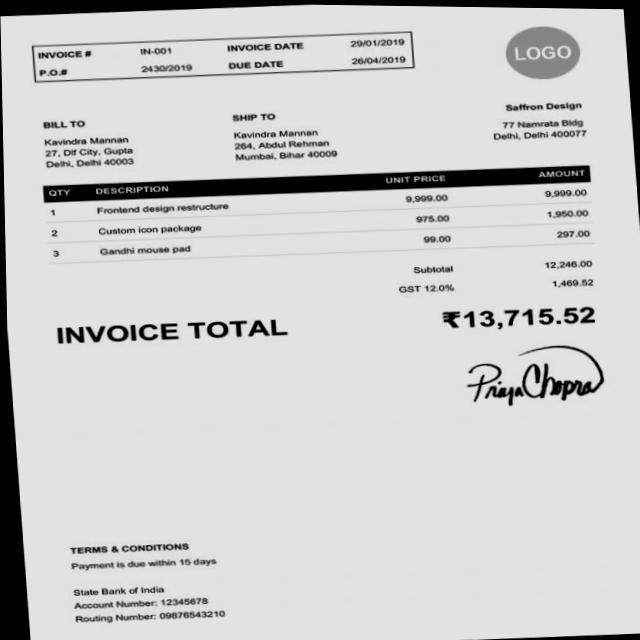 INVOICE # IN-001 INVOICE DATE 29/01/2019
P.O.# 2430/2019 DUE DATE 26/04/2019
LOGO
BILL TO
Kavindra Mannan
27, Dlf City, Gupta
Delhi, Delhi 40003
SHIP TO
Kavindra Mannan
264, Abdul Rehman
Mumbai, Bihar 40009
Saffron Design
77 Namrata Bldg
Delhi, Delhi 400077
QTY DESCRIPTION UNIT PRICE AMOUNT
1 Frontend design restructure 9,999.00 9,999.00
2 Custom icon package 975.00 1,950.00
3 Gandhi mouse pad 99.00 297.00
Subtotal 12,246.00
GST 12.0% 1,469.52
INVOICE TOTAL ₹13,715.52
Priya Chopra
TERMS & CONDITIONS
Payment is due within 15 days
State Bank of India
Account Number: 12345678
Routing Number: 09876543210